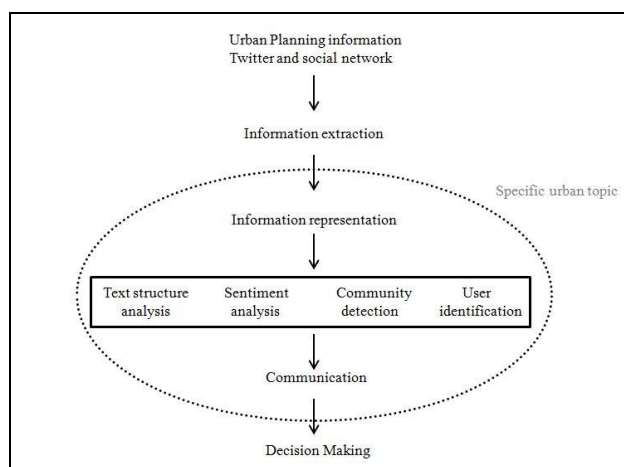 Urban Planning information
Twitter and social network
Information extraction
Specific urban topic
Information representation
Text structure analysis
Sentiment analysis
Community detection
User identification
Communication
Decision Making